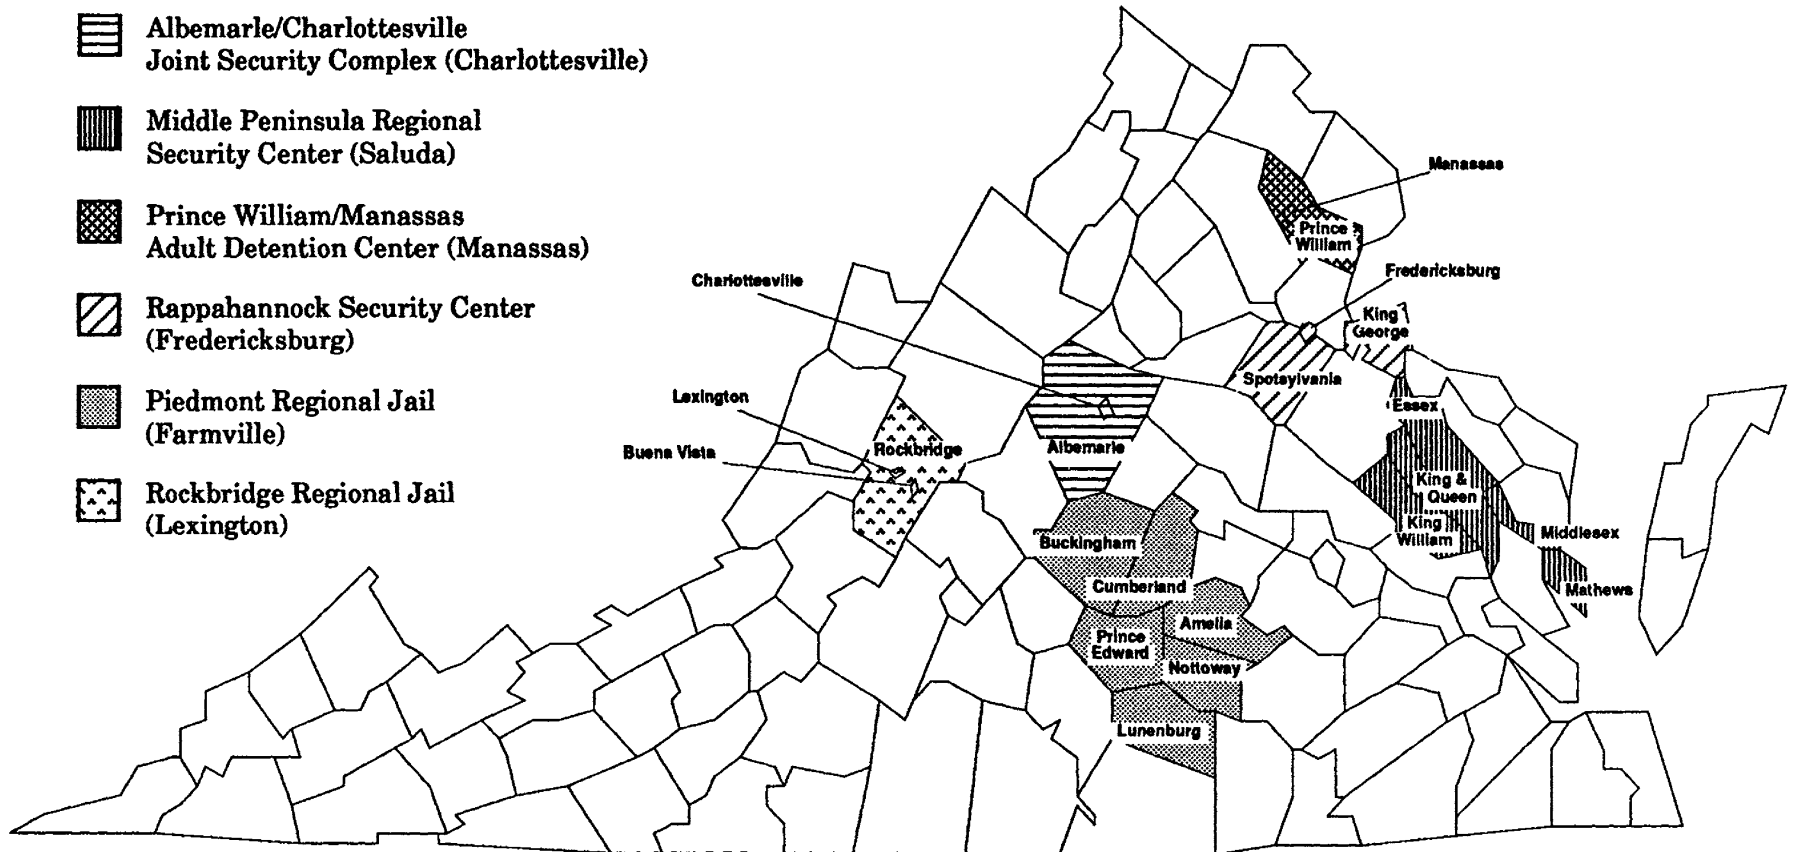 Albemarle/Charlottesville
Joint Security Complex (Charlottesville)
Middle Peninsula Regional
Security Center (Saluda)
Prince William/Manassas
Adult Detention Center (Manassas)
Rappahannock Security Center
(Fredericksburg)
Piedmont Regional Jail
(Farmville)
Rockbridge Regional Jail
(Lexington)
Manassas
Prince
William
Fredericksburg
Charlottesville
King
George
Spotsylvania
Lexington
Essex
Buena Vista
Rockbridge
Albemarle
King &
Queen
King
William
Middlesex
Buckingham
Mathews
Cumberland
Amelia
Prince
Edward
Nottoway
Lunenburg